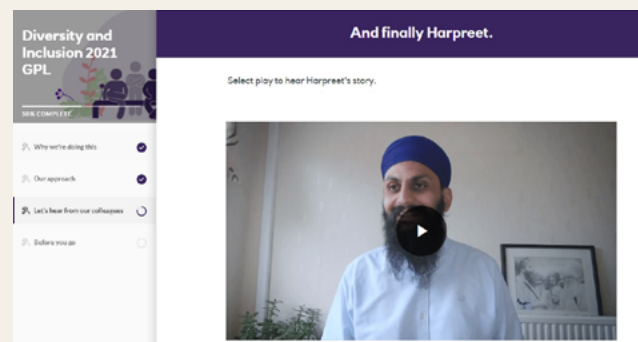 Diversity and
Inclusion 2021
GPL
50% COMPLETE
Why we're doing this
Our approach
Let's hear from our colleagues
Before you go
And finally Harpreet.
Select play to hear Harpreet's story.